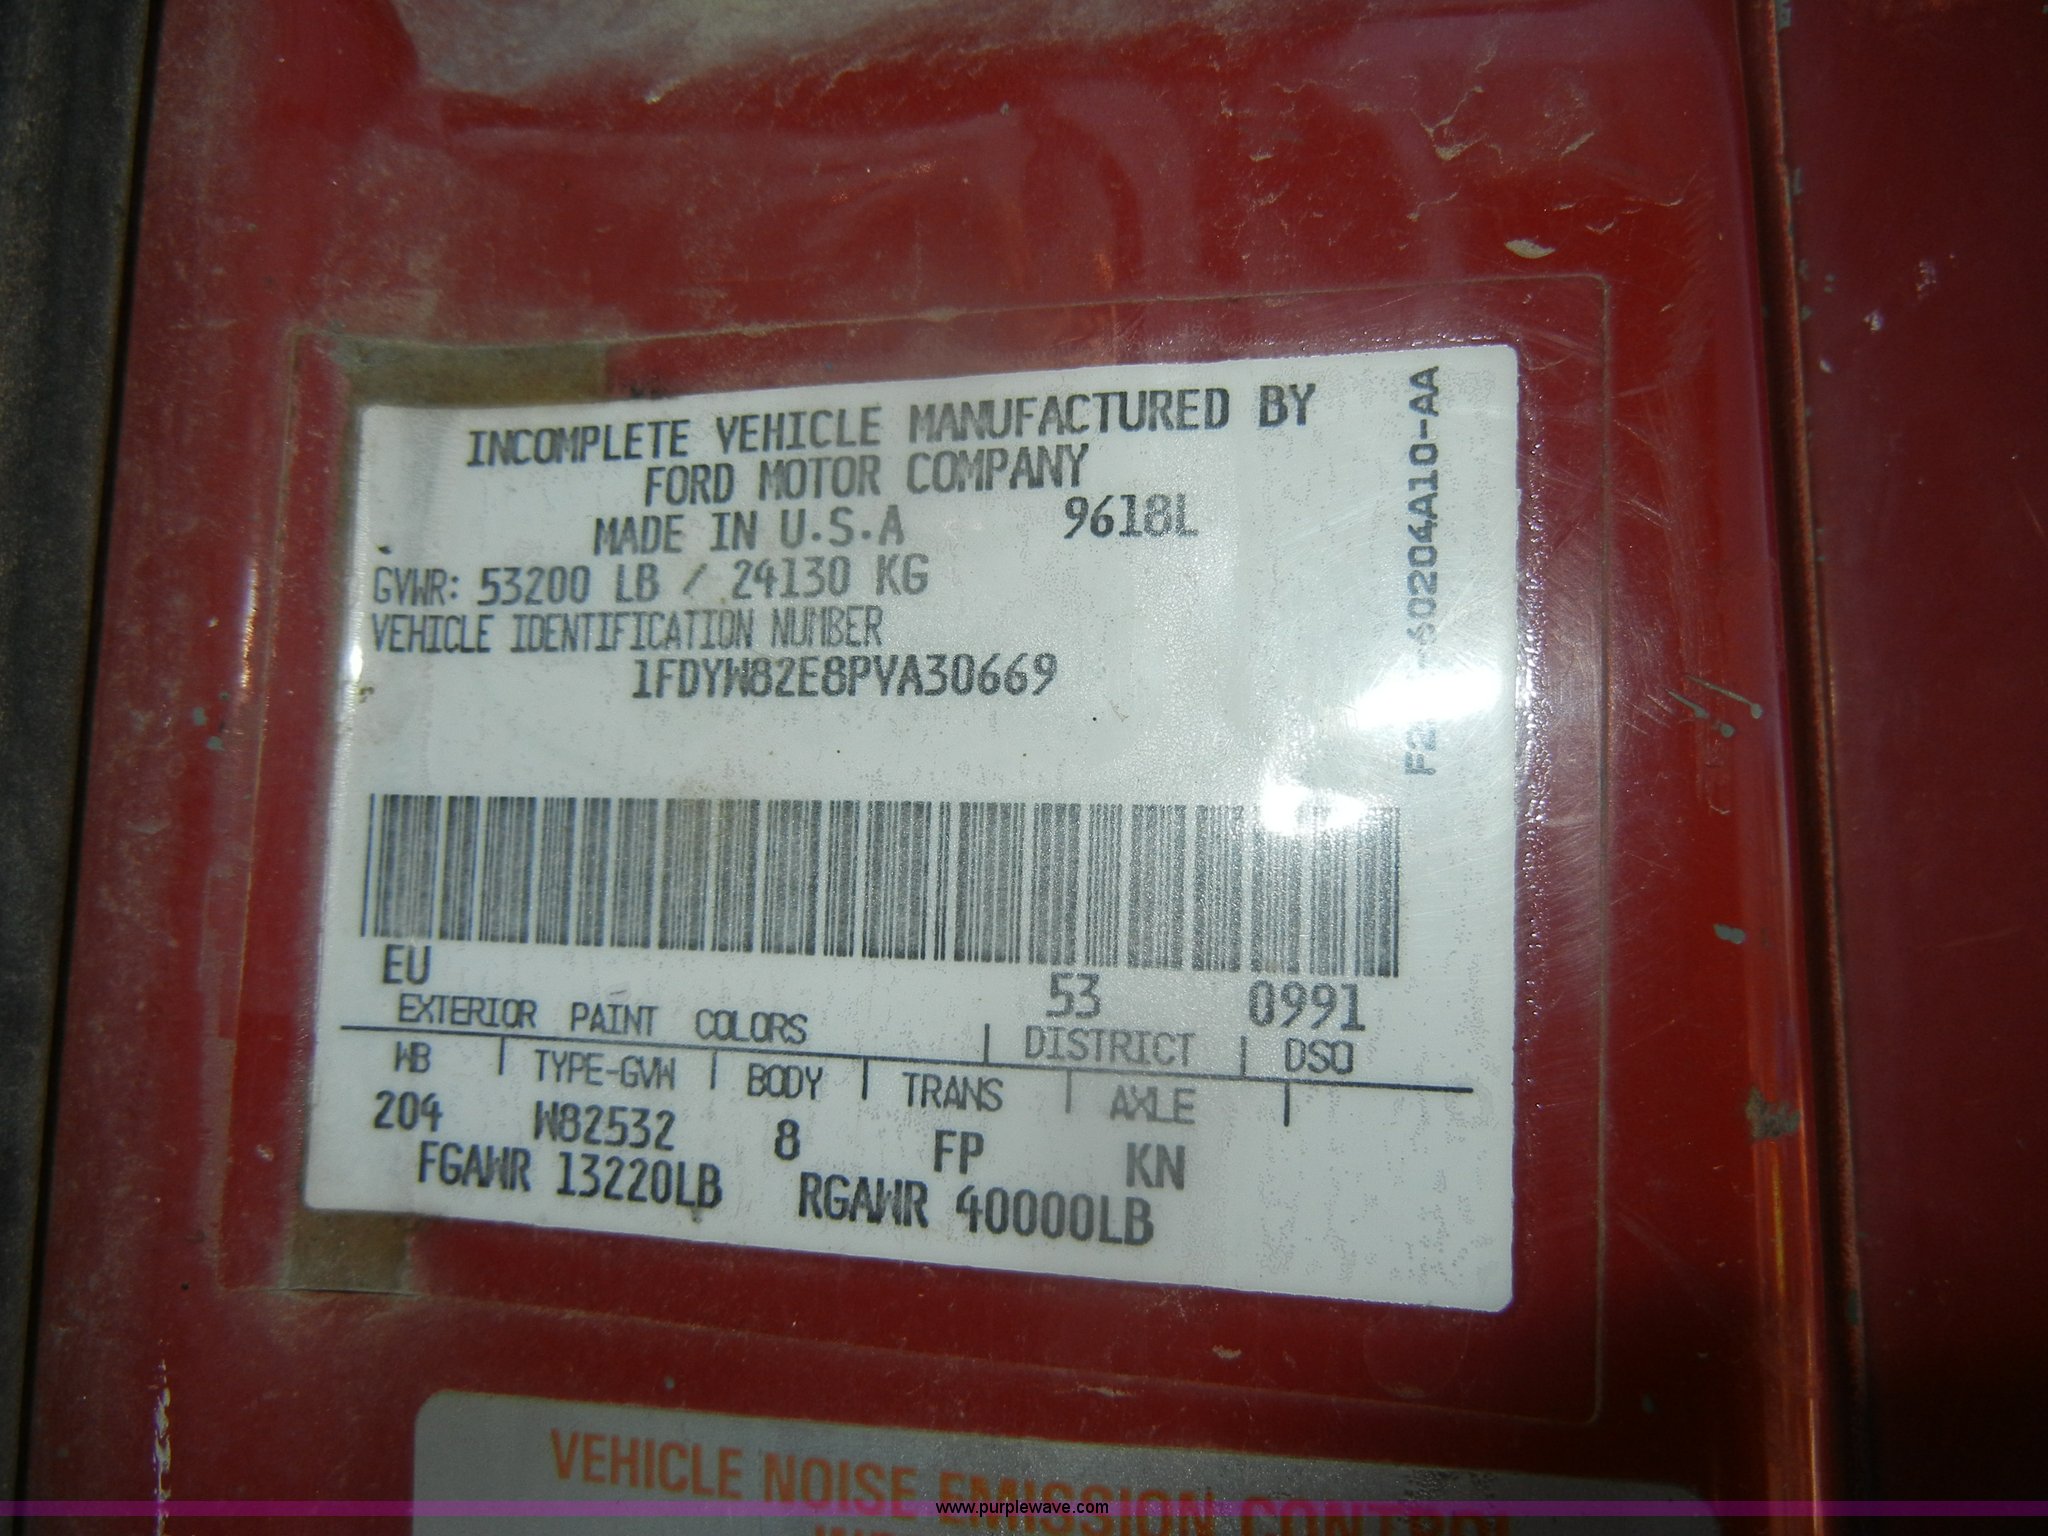 INCOMPLETE VEHICLE MANUFACTURED BY
FORD MOTOR COMPANY
MADE IN U.S.A 9618L
GVWR: 53200 LB / 24130 KG
VEHICLE IDENTIFICATION NUMBER
1FDYW82E8PVA30669
EU 53 0991
EXTERIOR PAINT COLORS DISTRICT DSO
WB TYPE-GVW BODY TRANS AXLE
204 W82532 8 FP KN
FGAWR 13220LB RGAWR 40000LB
60204A10-AA
VEHICLE NOISE EMISSION CONTROL
www.purplewave.com